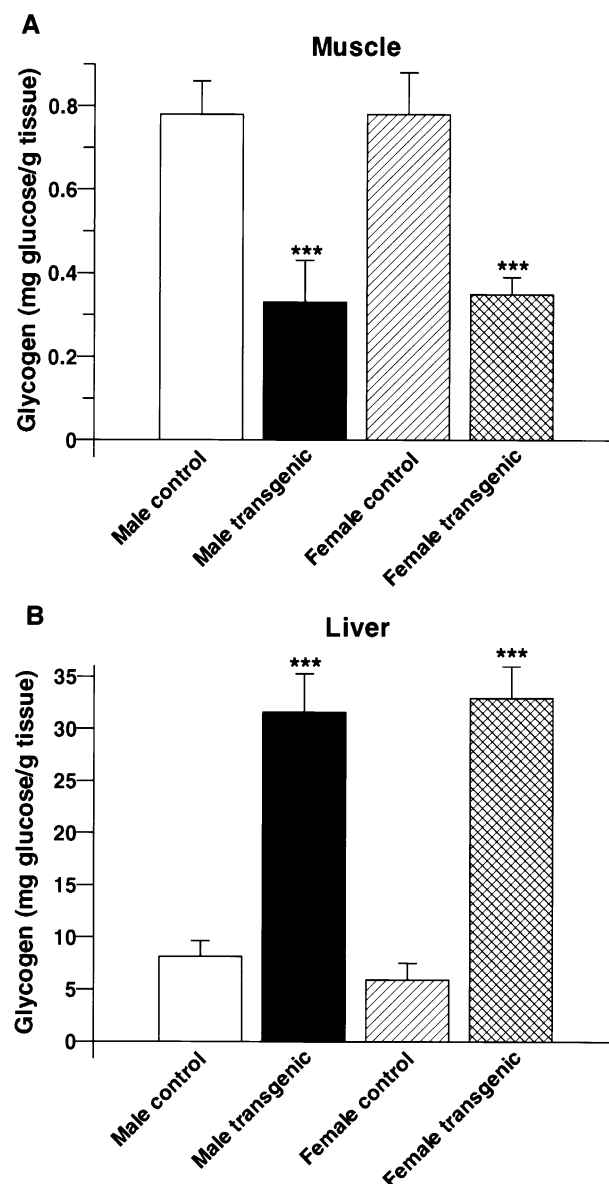 A
Muscle
Glycogen (mg glucose/g tissue)
0.8
0.6
0.4
0.2
0
***
***
Male control
Male transgenic
Female control
Female transgenic
B
Liver
Glycogen (mg glucose/g tissue)
35
30
25
20
15
10
5
0
***
***
Male control
Male transgenic
Female control
Female transgenic